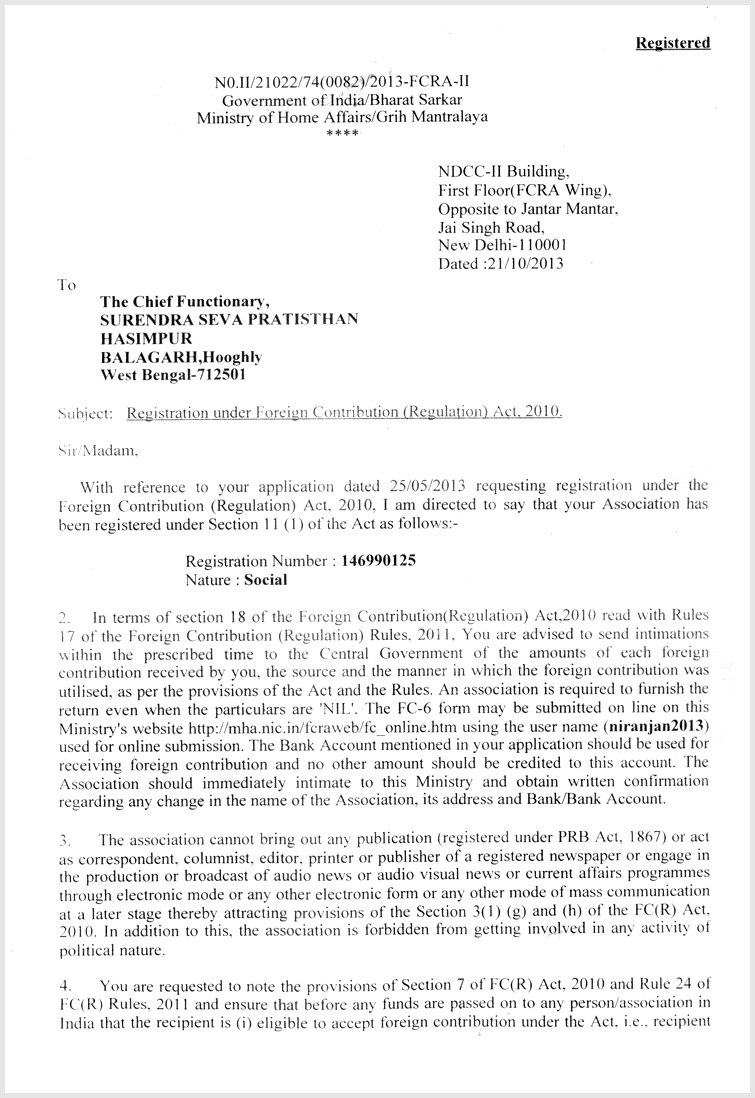 Registered
N0.II/21022/74(0082)/2013-FCRA-II
Government of India/Bharat Sarkar
Ministry of Home Affairs/Grih Mantralaya
****
NDCC-II Building,
First Floor(FCRA Wing),
Opposite to Jantar Mantar,
Jai Singh Road,
New Delhi-110001
Dated :21/10/2013
To
The Chief Functionary,
SURENDRA SEVA PRATISTHAN
HASIMPUR
BALAGARH,Hooghly
West Bengal-712501
Subject: Registration under Foreign Contribution (Regulation) Act, 2010.
Sir/Madam,
With reference to your application dated 25/05/2013 requesting registration under the
Foreign Contribution (Regulation) Act, 2010, I am directed to say that your Association has
been registered under Section 11 (1) of the Act as follows:-
Registration Number : 146990125
Nature : Social
2. In terms of section 18 of the Foreign Contribution(Regulation) Act,2010 read with Rules
17 of the Foreign Contribution (Regulation) Rules, 2011, You are advised to send intimations
within the prescribed time to the Central Government of the amounts of each foreign
contribution received by you, the source and the manner in which the foreign contribution was
utilised, as per the provisions of the Act and the Rules. An association is required to furnish the
return even when the particulars are 'NIL'. The FC-6 form may be submitted on line on this
Ministry's website http://mha.nic.in/fcraweb/fc_online.htm using the user name (niranjan2013)
used for online submission. The Bank Account mentioned in your application should be used for
receiving foreign contribution and no other amount should be credited to this account. The
Association should immediately intimate to this Ministry and obtain written confirmation
regarding any change in the name of the Association, its address and Bank/Bank Account.
3. The association cannot bring out any publication (registered under PRB Act, 1867) or act
as correspondent, columnist, editor, printer or publisher of a registered newspaper or engage in
the production or broadcast of audio news or audio visual news or current affairs programmes
through electronic mode or any other electronic form or any other mode of mass communication
at a later stage thereby attracting provisions of the Section 3(1) (g) and (h) of the FC(R) Act,
2010. In addition to this, the association is forbidden from getting involved in any activity of
political nature.
4. You are requested to note the provisions of Section 7 of FC(R) Act, 2010 and Rule 24 of
FC(R) Rules, 2011 and ensure that before any funds are passed on to any person/association in
India that the recipient is (i) eligible to accept foreign contribution under the Act, i.e.. recipient